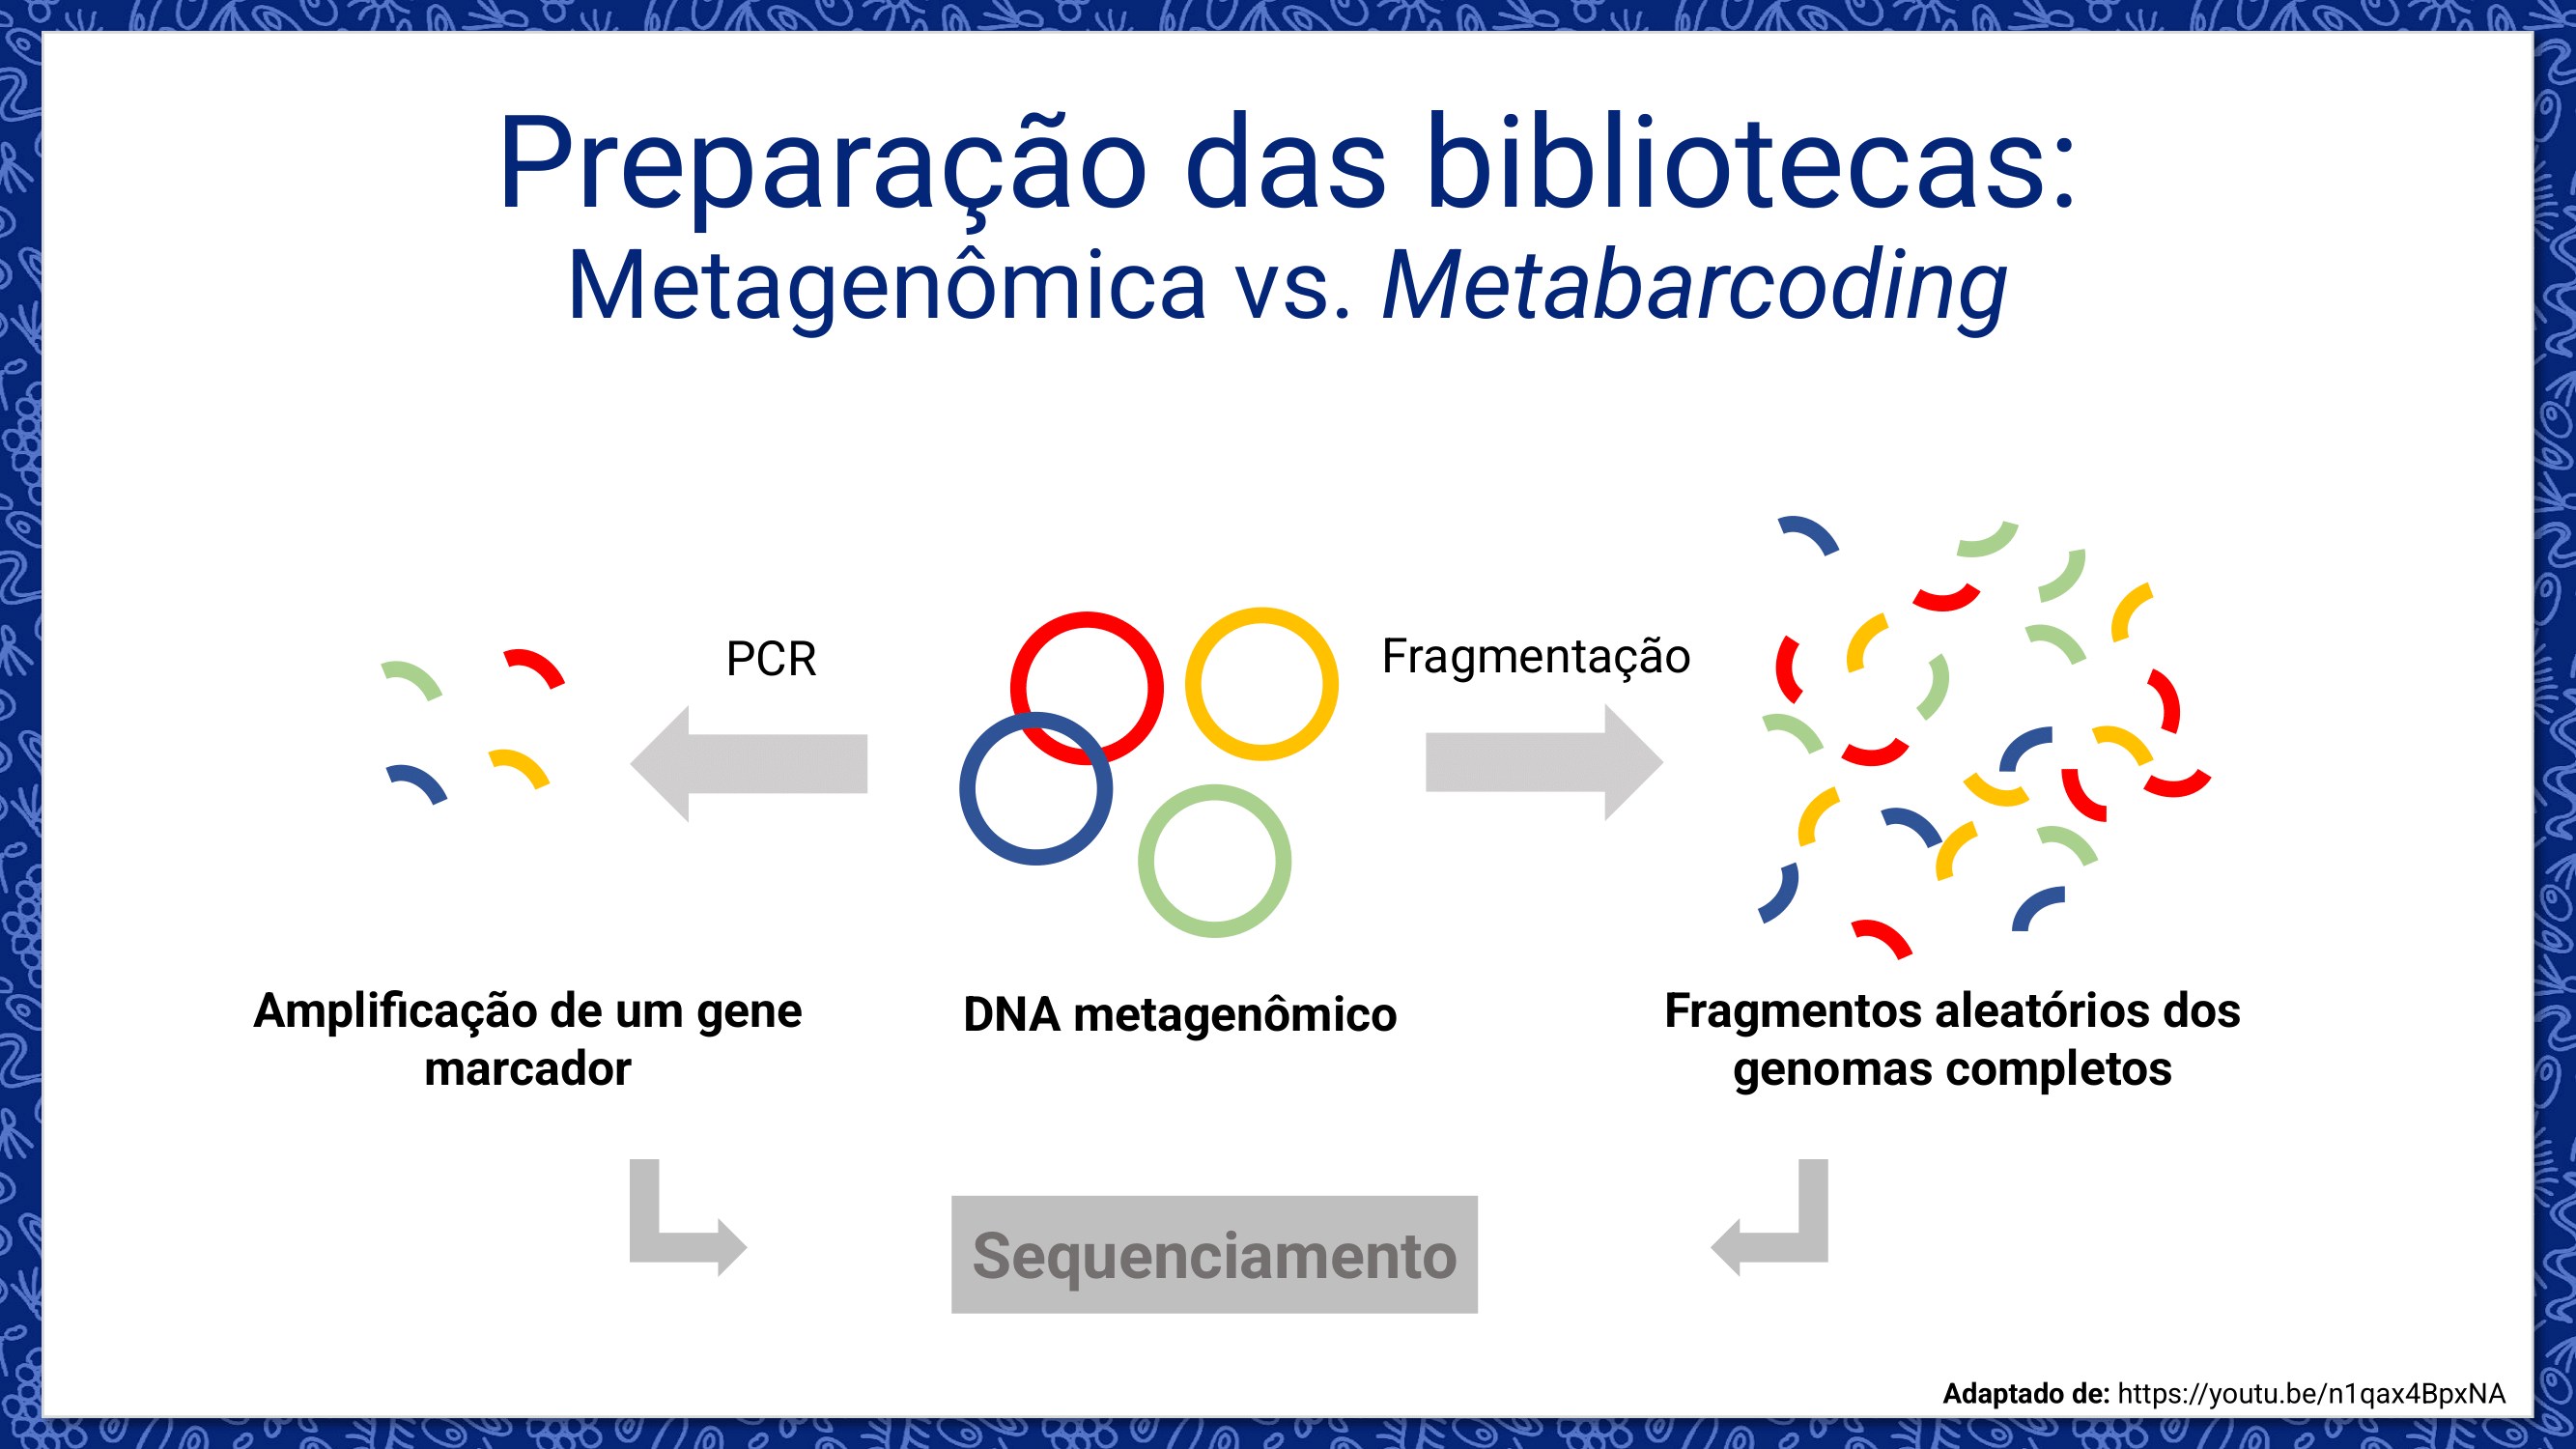 Preparação das bibliotecas:
Metagenômica vs. Metabarcoding
PCR
Fragmentação
Amplificação de um gene
marcador
DNA metagenômico
Fragmentos aleatórios dos
genomas completos
Sequenciamento
Adaptado de: https://youtu.be/n1qax4BpxNA